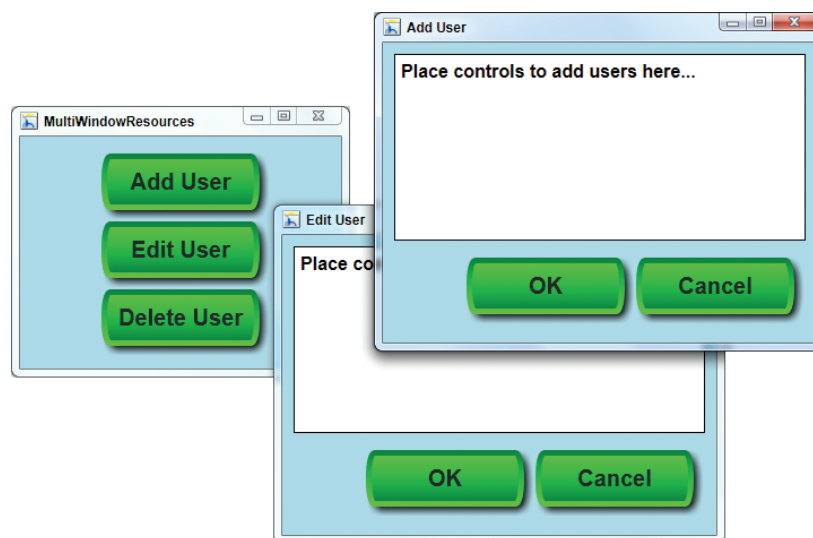 Add User
Place controls to add users here...
MultiWindowResources
Add User
Edit User
Delete User
OK
Cancel
Edit User
Place co
OK
Cancel